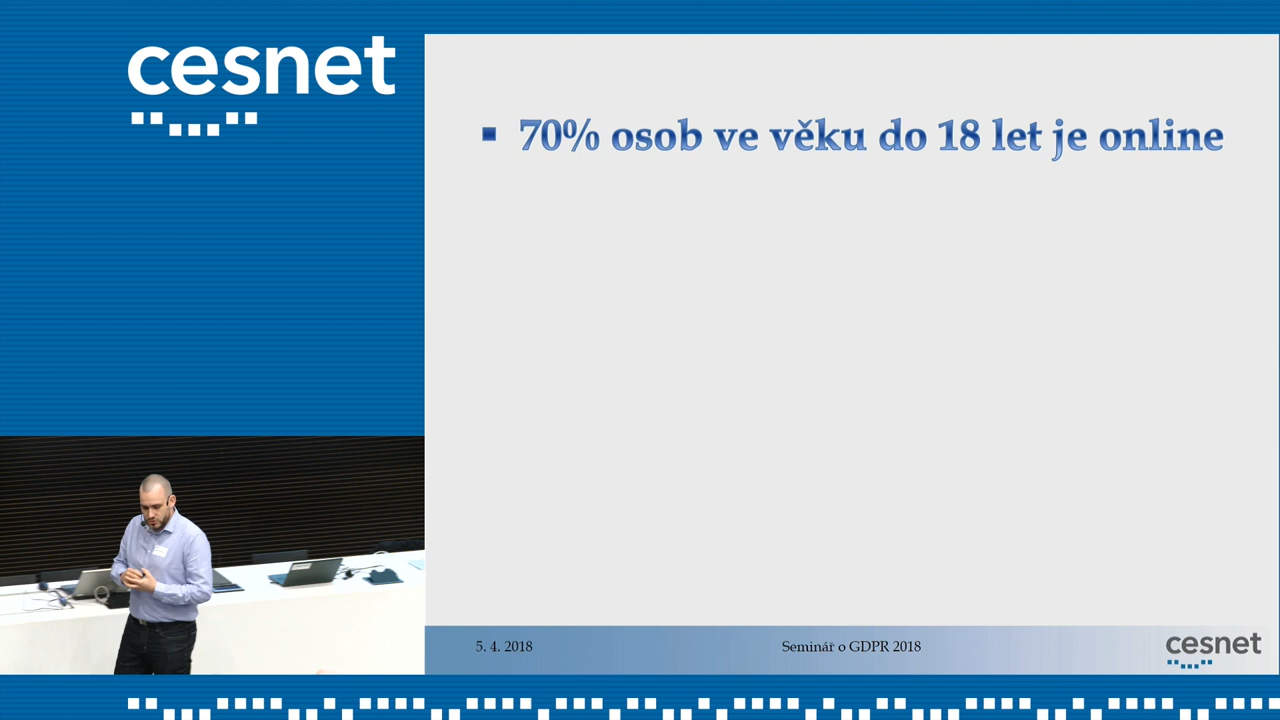 cesnet
▪ 70% osob ve věku do 18 let je online
5. 4. 2018
Seminář o GDPR 2018
cesnet